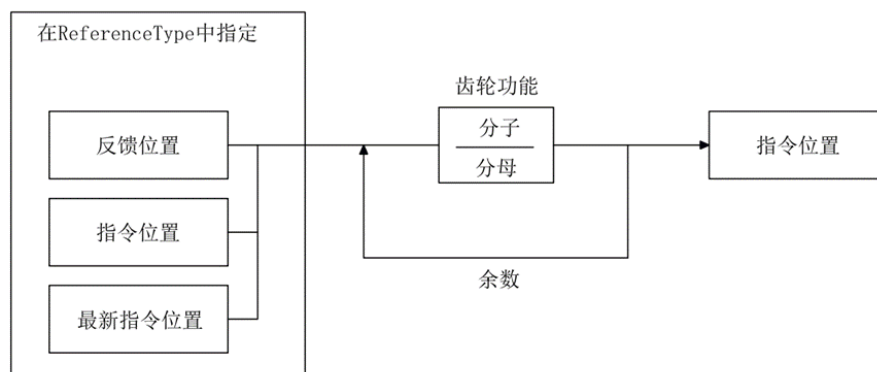 在ReferenceType中指定
齿轮功能
反馈位置
分子
分母
指令位置
指令位置
余数
最新指令位置